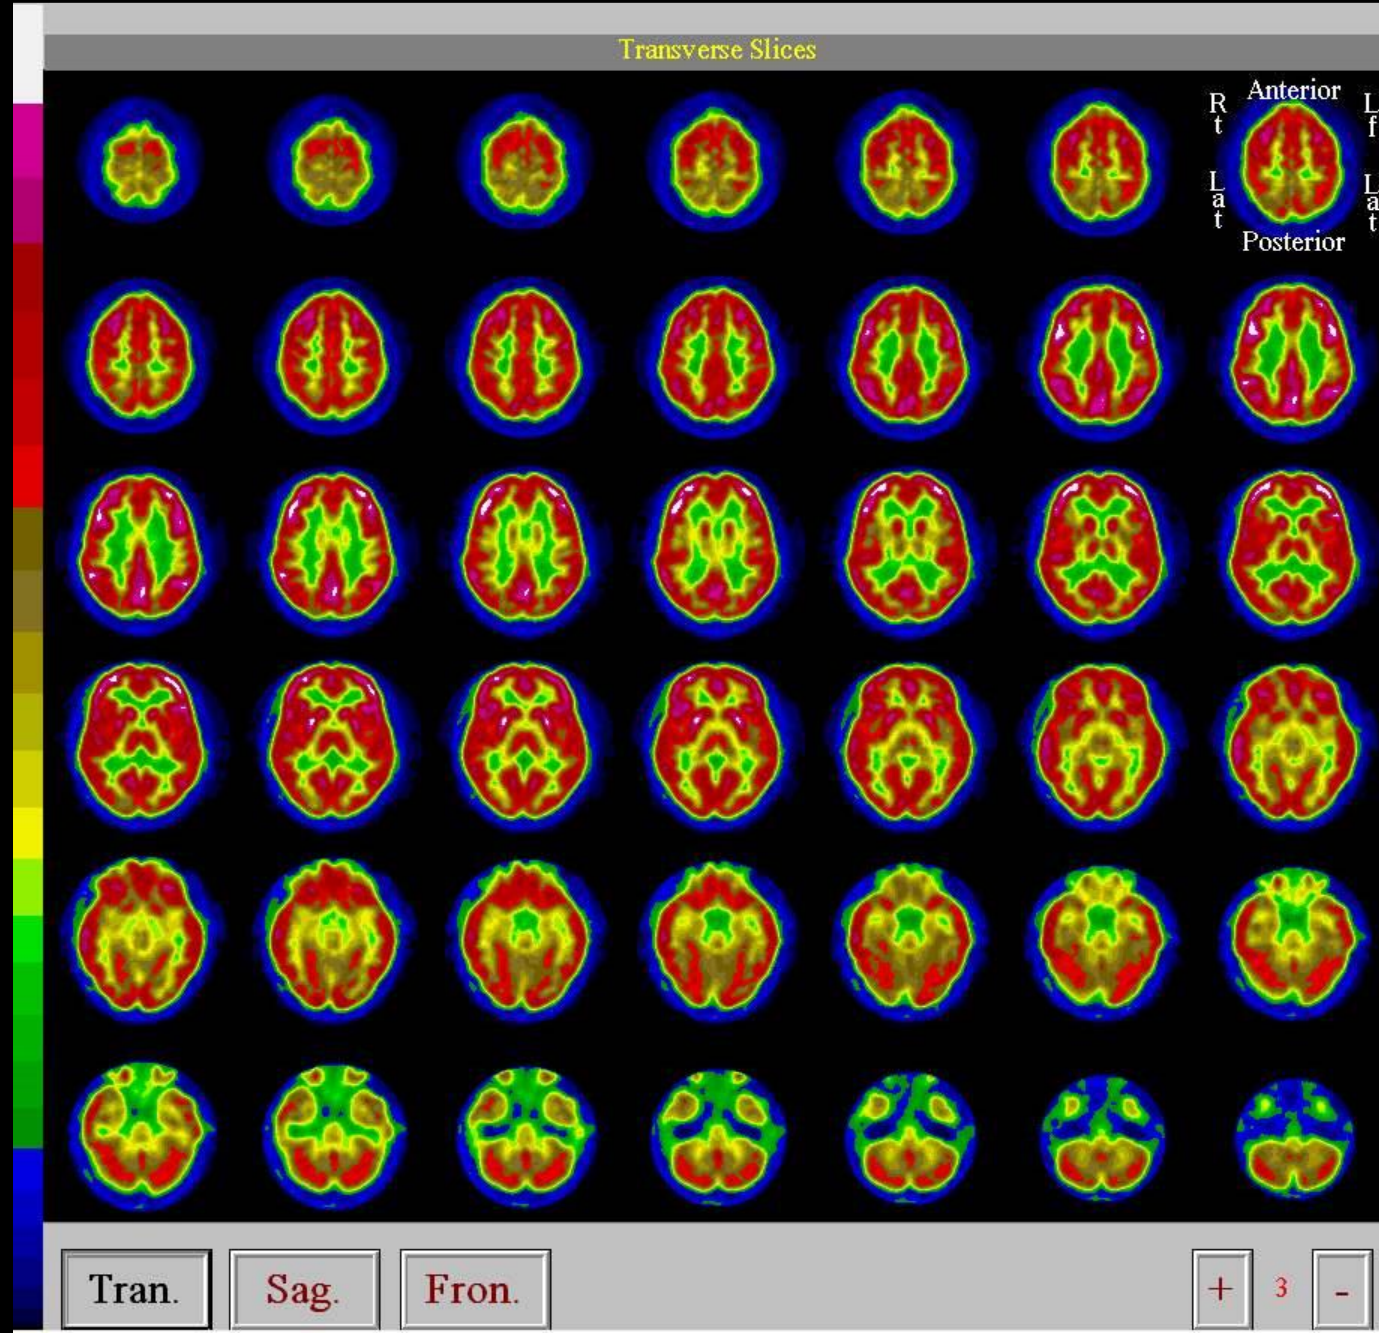 Transverse Slices
Anterior
Rt Lat
Lf Lat
Posterior
Tran.
Sag.
Fron.
+ 3 -